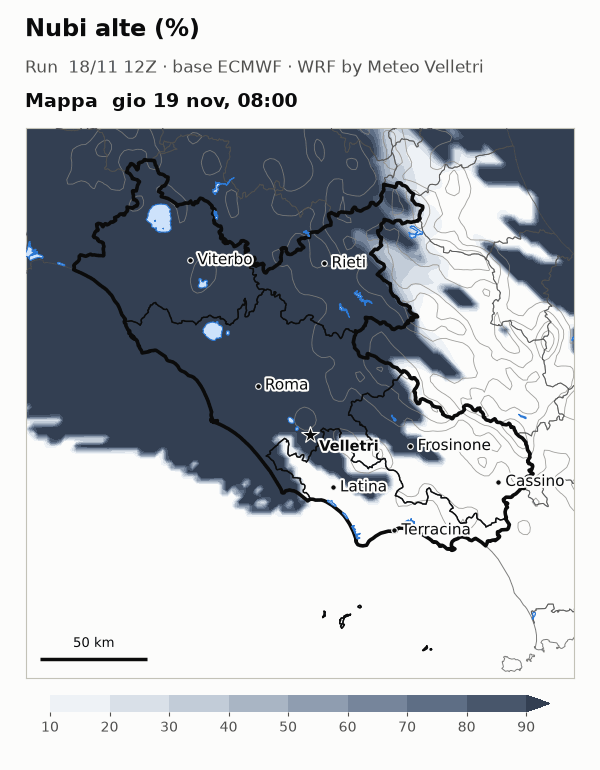 Nubi alte (%)
Run  18/11 12Z · base ECMWF · WRF by Meteo Velletri
Mappa  gio 19 nov, 08:00
Viterbo
Rieti
Roma
Velletri
Frosinone
Latina
Cassino
Terracina
50 km
10 20 30 40 50 60 70 80 90